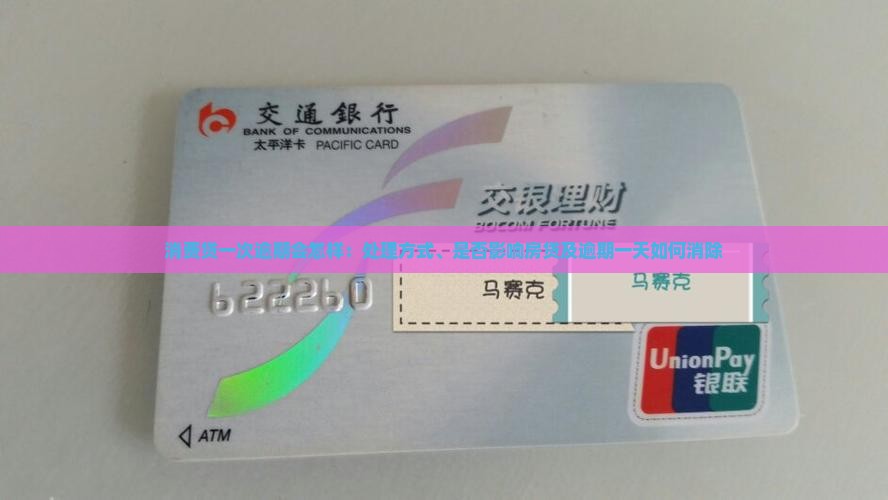 交通銀行
BANK OF COMMUNICATIONS
太平洋卡 PACIFIC CARD
交银理财
BOCOM FORTUNE
消费贷一次逾期会怎样：处理方式、是否影响房贷及逾期一天如何消除
622260
马赛克
马赛克
UnionPay
银联
ATM